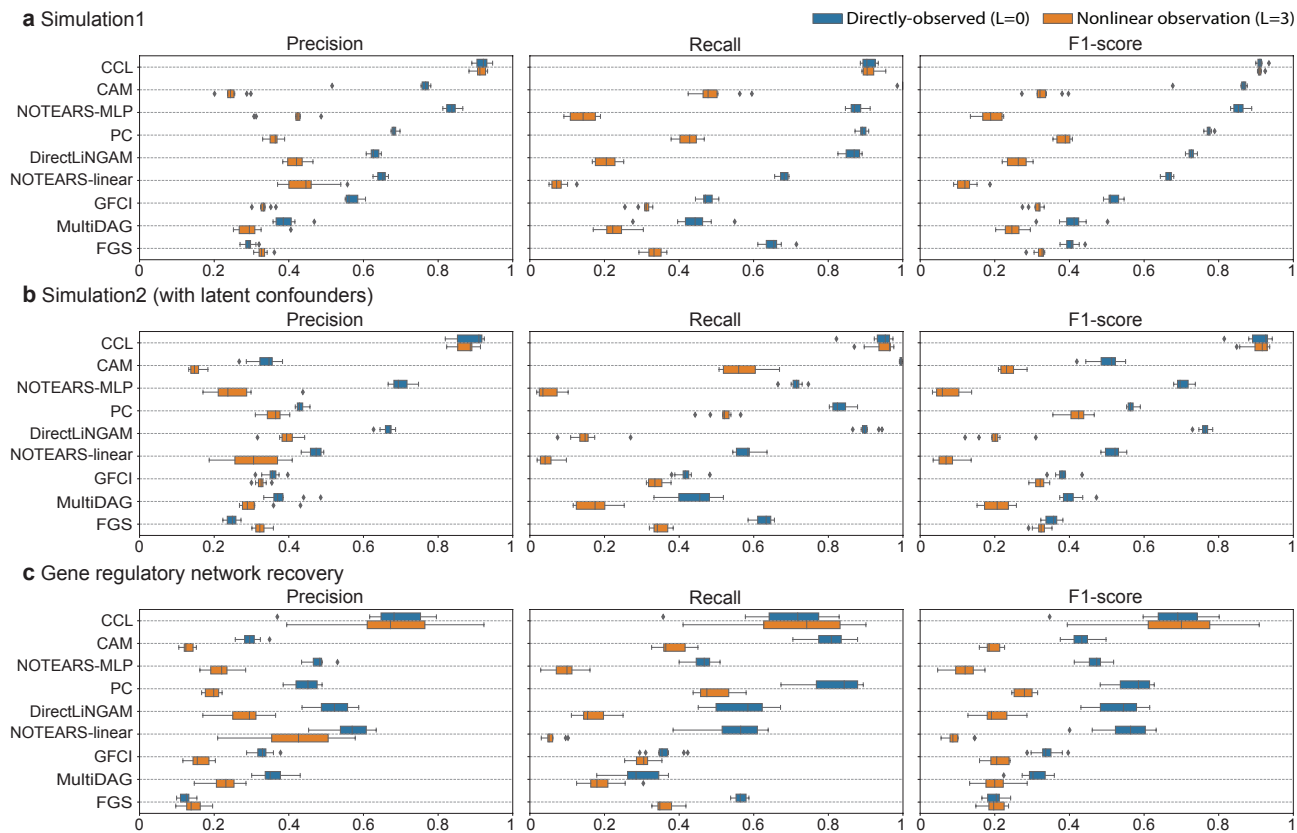 a Simulation1
Directly-observed (L=0) Nonlinear observation (L=3)
Precision Recall F1-score
CCL
CAM
NOTEARS-MLP
PC
DirectLiNGAM
NOTEARS-linear
GFCI
MultiDAG
FGS
0 0.2 0.4 0.6 0.8 1 0.2 0.4 0.6 0.8 1 0.2 0.4 0.6 0.8 1
b Simulation2 (with latent confounders)
Precision Recall F1-score
CCL
CAM
NOTEARS-MLP
PC
DirectLiNGAM
NOTEARS-linear
GFCI
MultiDAG
FGS
0 0.2 0.4 0.6 0.8 1 0.2 0.4 0.6 0.8 1 0.2 0.4 0.6 0.8 1
c Gene regulatory network recovery
Precision Recall F1-score
CCL
CAM
NOTEARS-MLP
PC
DirectLiNGAM
NOTEARS-linear
GFCI
MultiDAG
FGS
0 0.2 0.4 0.6 0.8 1 0.2 0.4 0.6 0.8 1 0.2 0.4 0.6 0.8 1